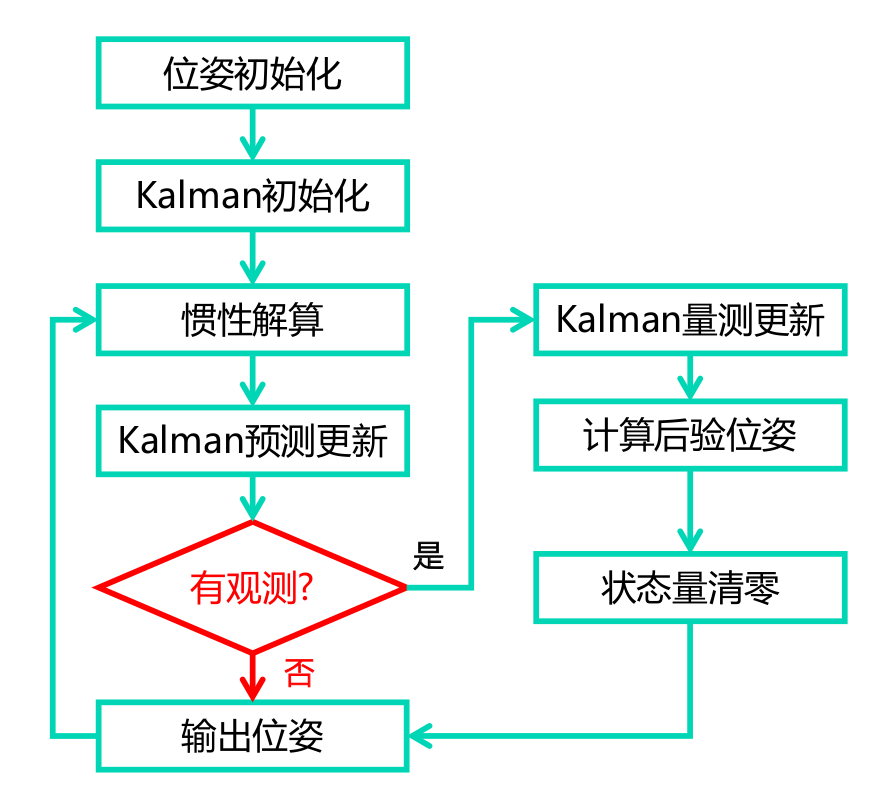 位姿初始化
Kalman初始化
惯性解算
Kalman预测更新
有观测?
是
否
输出位姿
Kalman量测更新
计算后验位姿
状态量清零